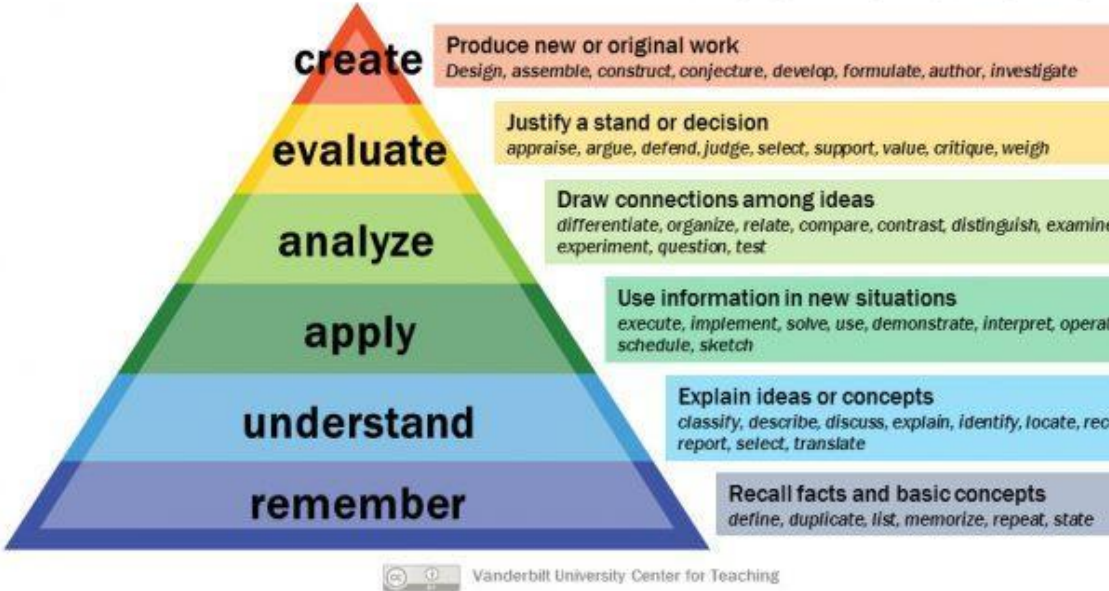 create
Produce new or original work
Design, assemble, construct, conjecture, develop, formulate, author, investigate
evaluate
Justify a stand or decision
appraise, argue, defend, judge, select, support, value, critique, weigh
analyze
Draw connections among ideas
differentiate, organize, relate, compare, contrast, distinguish, examine
experiment, question, test
apply
Use information in new situations
execute, implement, solve, use, demonstrate, interpret,
schedule, sketch
understand
Explain ideas or concepts
classify, describe, discuss, explain, identify, locate,
report, select, translate
remember
Recall facts and basic concepts
define, duplicate, list, memorize, repeat, state
cc
Vanderbilt University Center for Teaching